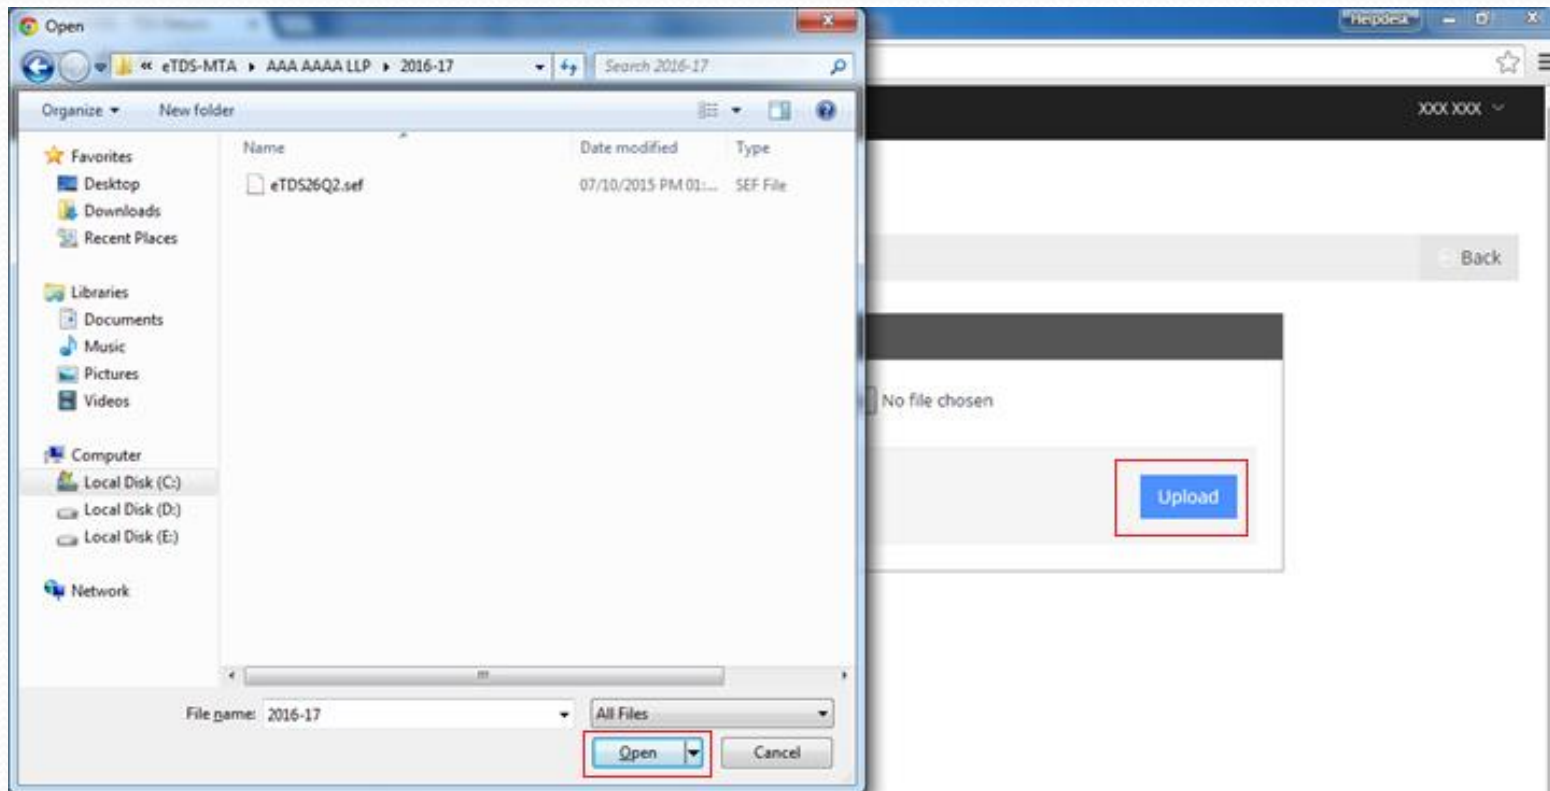 Open
Helpdesk
« eTDS-MTA ▸ AAA AAAA LLP ▸ 2016-17
Search 2016-17
Organize
New folder
XXX XXX
Name
Date modified
Type
Favorites
Desktop
eTDS26Q2.sef
07/10/2015 PM 01:...
SEF File
Downloads
Recent Places
Back
Libraries
Documents
Music
Pictures
Videos
No file chosen
Computer
Local Disk (C:)
Upload
Local Disk (D:)
Local Disk (E:)
Network
File name: 2016-17
All Files
Open
Cancel